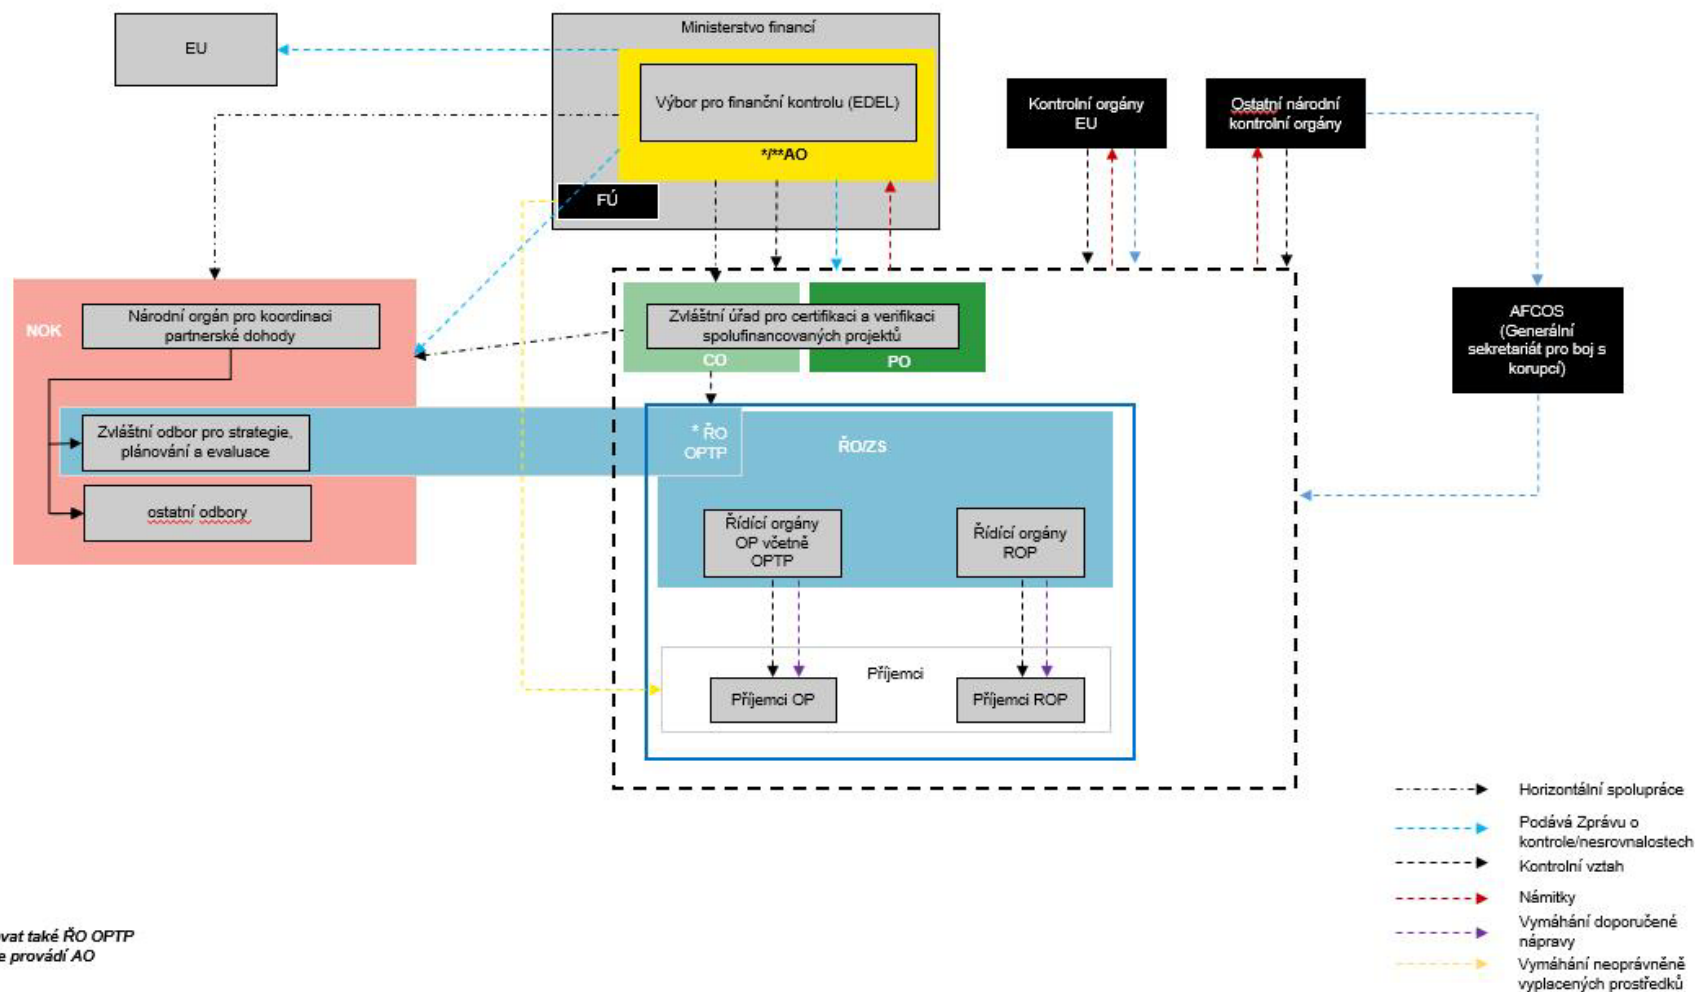 EU
Ministerstvo financí
Výbor pro finanční kontrolu (EDEL)
*/**AO
FÚ
Kontrolní orgány
EU
Ostatní národní
kontrolní orgány
NOK
Národní orgán pro koordinaci
partnerské dohody
Zvláštní úřad pro certifikaci a verifikaci
spolufinancovaných projektů
CO
PO
AFCOS
(Generální
sekretariát pro boj s
korupcí)
Zvláštní odbor pro strategie,
plánování a evaluace
* ŘO
OPTP
ŘO/ZS
ostatní odbory
Řídící orgány
OP včetně
OPTP
Řídící orgány
ROP
Příjemci
Příjemci OP
Příjemci ROP
Horizontální spolupráce
Podává Zprávu o
kontrole/nesrovnalostech
Kontrolní vztah
Námitky
Vymáhání doporučené
nápravy
Vymáhání neoprávněně
vyplacených prostředků
vat také ŘO OPTP
e provádí AO